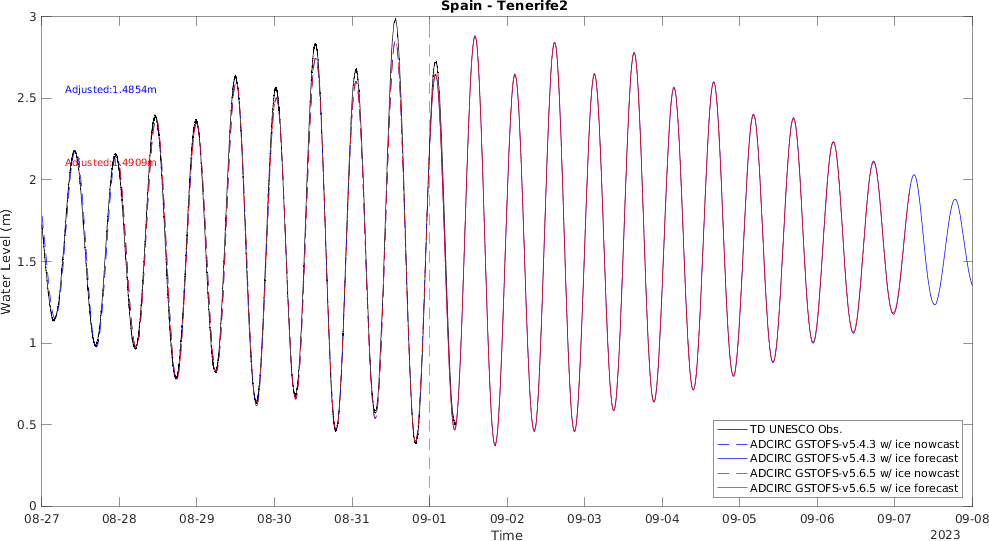 Spain - Tenerife2
3
2.5
2
1.5
1
0.5
0
Water Level (m)
Adjusted:1.4854m
Adjusted:1.4909m
TD UNESCO Obs.
ADCIRC GSTOFS-v5.4.3 w/ ice nowcast
ADCIRC GSTOFS-v5.4.3 w/ ice forecast
ADCIRC GSTOFS-v5.6.5 w/ ice nowcast
ADCIRC GSTOFS-v5.6.5 w/ ice forecast
08-27 08-28 08-29 08-30 08-31 09-01 09-02 09-03 09-04 09-05 09-06 09-07 09-08
Time
2023